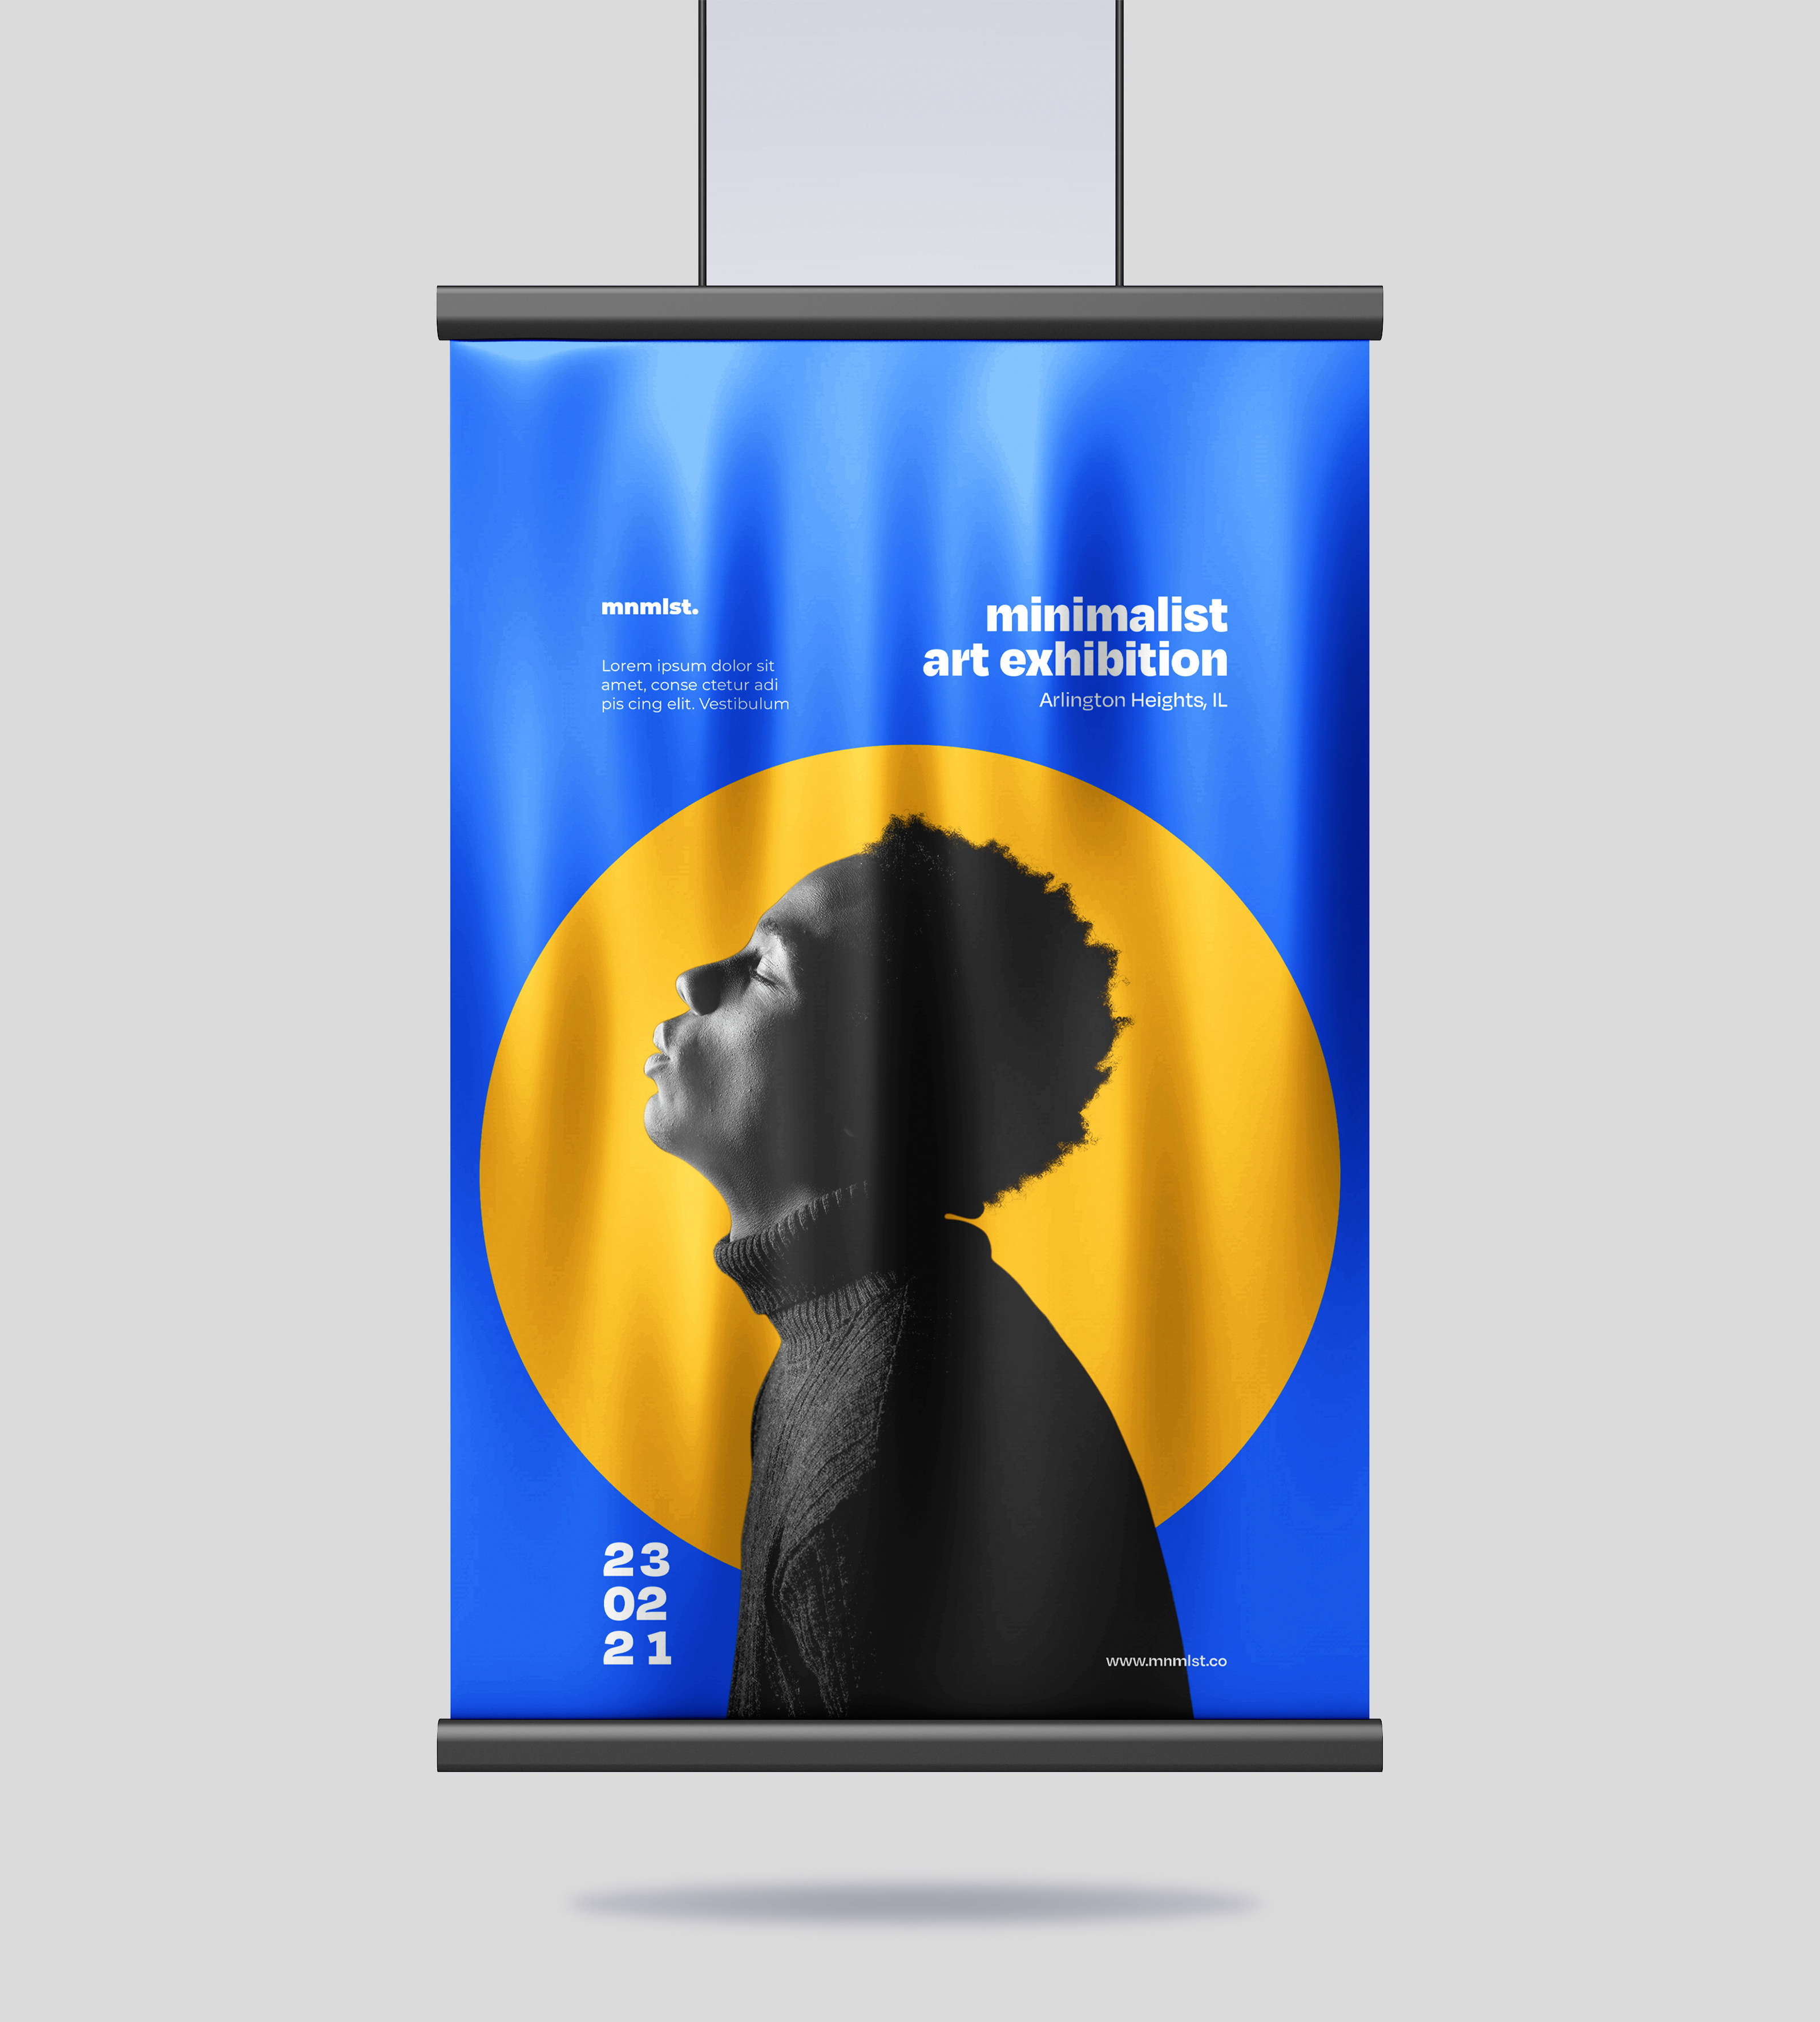 mnmlst.
Lorem ipsum dolor sit
amet, conse ctetur adi
pis cing elit. Vestibulum
minimalist
art exhibition
Arlington Heights, IL
23
02
21
www.mnmlst.co